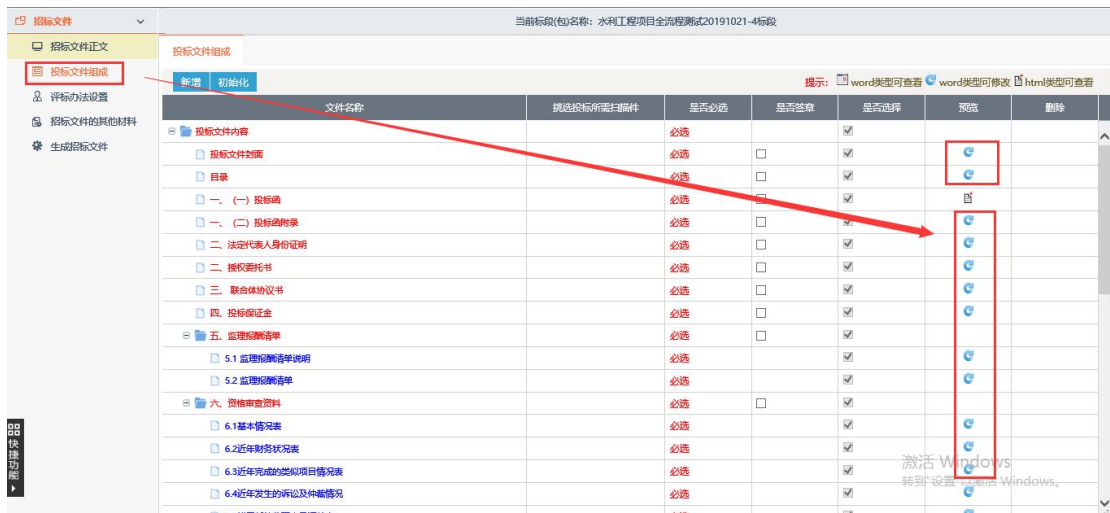 招标文件
当前标段(包)名称：水利工程项目全流程测试20191021-4标段
招标文件正文
投标文件组成
评标办法设置
招标文件的其他材料
生成招标文件
投标文件组成
新增 初始化
提示： word类型可查看 word类型可修改 html类型可查看
文件名称 挑选投标所需扫描件 是否必选 是否签章 是否选择 预览 删除
投标文件内容 必选
投标文件封面 必选
目录 必选
一、（一）投标函 必选
一、（二）投标函附录 必选
二、法定代表人身份证明 必选
二、授权委托书 必选
三、 联合体协议书 必选
四、投标保证金 必选
五、监理报酬清单 必选
5.1 监理报酬清单说明 必选
5.2 监理报酬清单 必选
六、资格审查资料 必选
6.1基本情况表 必选
6.2近年财务状况表 必选
6.3近年完成的类似项目情况表 必选
6.4近年发生的诉讼及仲裁情况 必选
快捷功能
激活 Windows
转到"设置"以激活 Windows。